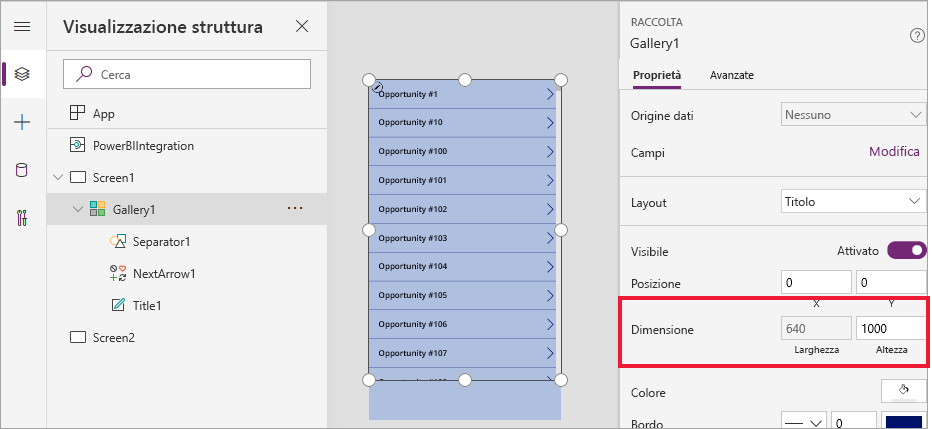 Visualizzazione struttura
Cerca
App
PowerBIIntegration
Screen1
Gallery1
Separator1
NextArrow1
Title1
Screen2
Opportunity #1
Opportunity #10
Opportunity #100
Opportunity #101
Opportunity #102
Opportunity #103
Opportunity #104
Opportunity #105
Opportunity #106
Opportunity #107
RACCOLTA
Gallery1
Proprietà Avanzate
Origine dati Nessuno
Campi Modifica
Layout Titolo
Visibile Attivato
Posizione 0 0
X Y
Dimensione 640 1000
Larghezza Altezza
Colore
Bordo 0